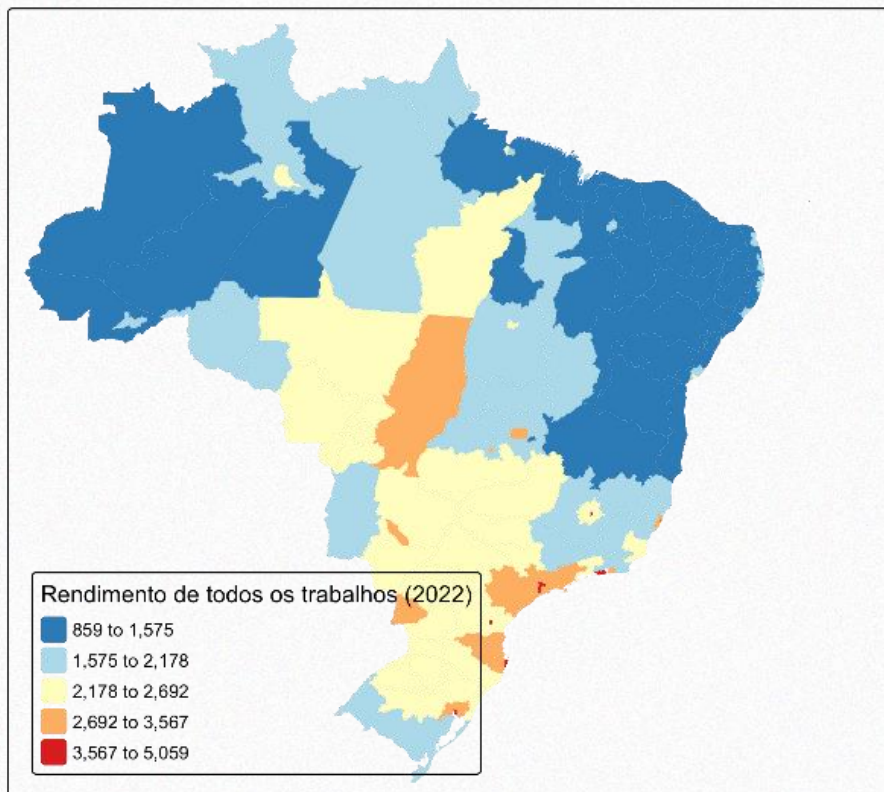 Rendimento de todos os trabalhos (2022)
859 to 1,575
1,575 to 2,178
2,178 to 2,692
2,692 to 3,567
3,567 to 5,059